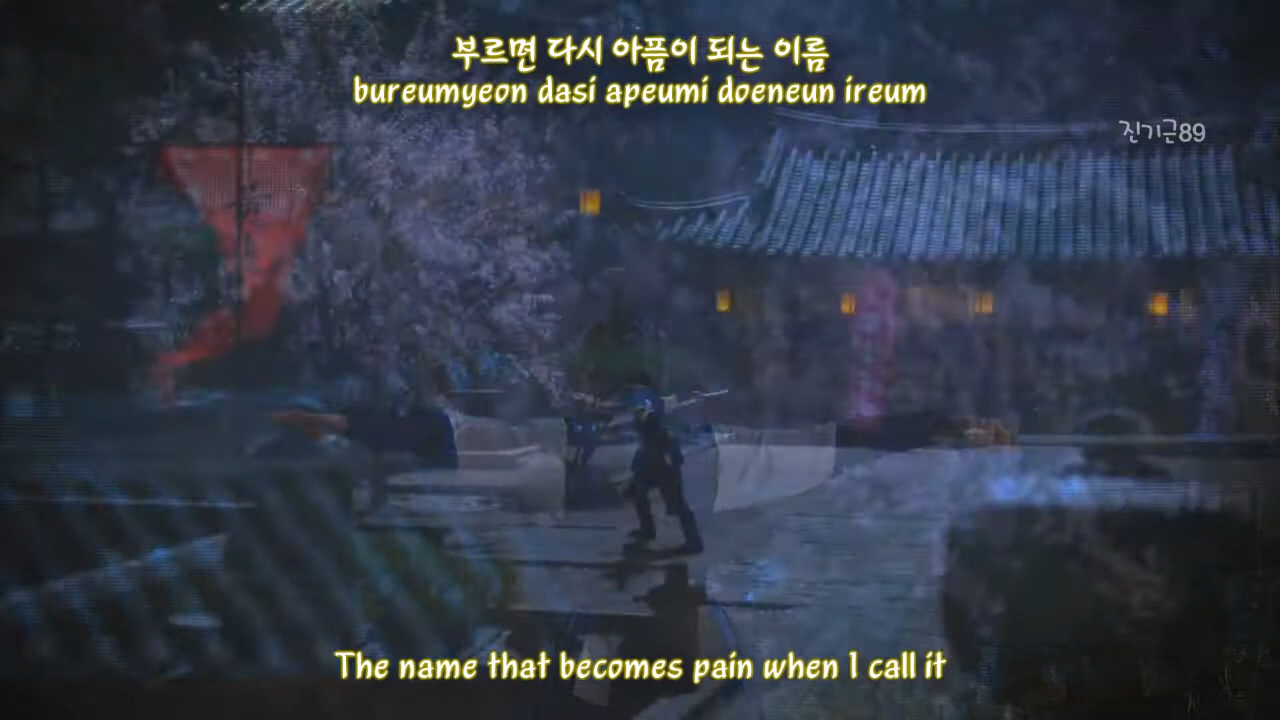 부르면 다시 아픔이 되는 이름
bureumyeon dasi apeumi doeneun ireum
진기근89
The name that becomes pain when I call it